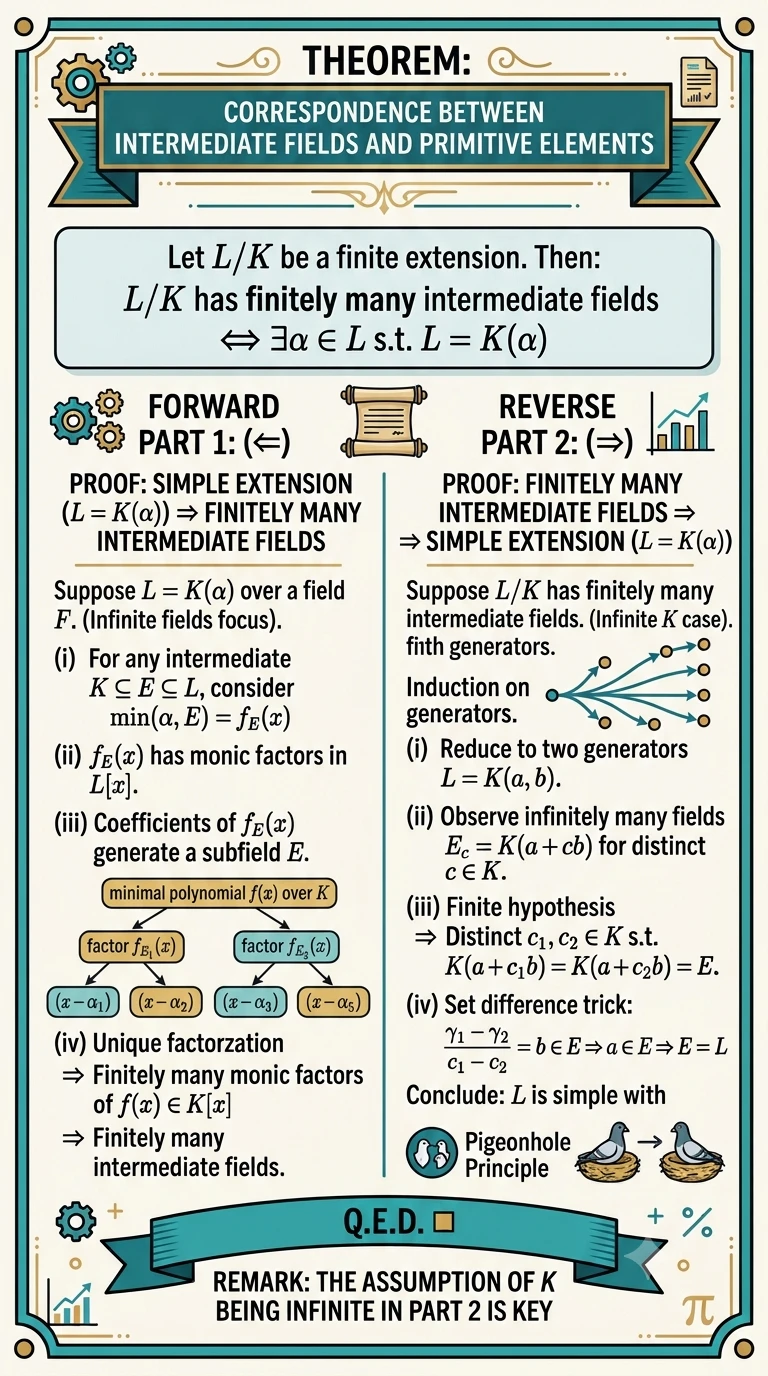 THEOREM:
CORRESPONDENCE BETWEEN
INTERMEDIATE FIELDS AND PRIMITIVE ELEMENTS
Let L/K be a finite extension. Then:
L/K has finitely many intermediate fields
⇔ ∃α ∈ L s.t. L = K(α)
FORWARD
PART 1: (⇐)
PROOF: SIMPLE EXTENSION
(L = K(α)) ⇒ FINITELY MANY
INTERMEDIATE FIELDS
Suppose L = K(α) over a field
F. (Infinite fields focus).
(i) For any intermediate
K ⊆ E ⊆ L, consider
min(α, E) = f_E(x)
(ii) f_E(x) has monic factors in
L[x].
(iii) Coefficients of f_E(x)
generate a subfield E.
minimal polynomial f(x) over K
factor f_{E₁}(x)
factor f_{E₃}(x)
(x−α₁)
(x−α₂)
(x−α₃)
(x−α₅)
(iv) Unique factorzation
⇒ Finitely many monic factors
of f(x) ∈ K[x]
⇒ Finitely many
intermediate fields.
REVERSE
PART 2: (⇒)
PROOF: FINITELY MANY
INTERMEDIATE FIELDS ⇒
⇒ SIMPLE EXTENSION (L = K(α))
Suppose L/K has finitely many
intermediate fields. (Infinite K case).
fiıth generators.
Induction on
generators.
(i) Reduce to two generators
L = K(a, b).
(ii) Observe infinitely many fields
E_c = K(a + cb) for distinct
c ∈ K.
(iii) Finite hypothesis
⇒ Distinct c₁, c₂ ∈ K s.t.
K(a + c₁b) = K(a + c₂b) = E.
(iv) Set difference trick:
(γ₁ − γ₂)/(c₁ − c₂) = b ∈ E ⇒ a ∈ E ⇒ E = L
Conclude: L is simple with
Pigeonhole
Principle
Q.E.D.
REMARK: THE ASSUMPTION OF K
BEING INFINITE IN PART 2 IS KEY
+
+ %
π